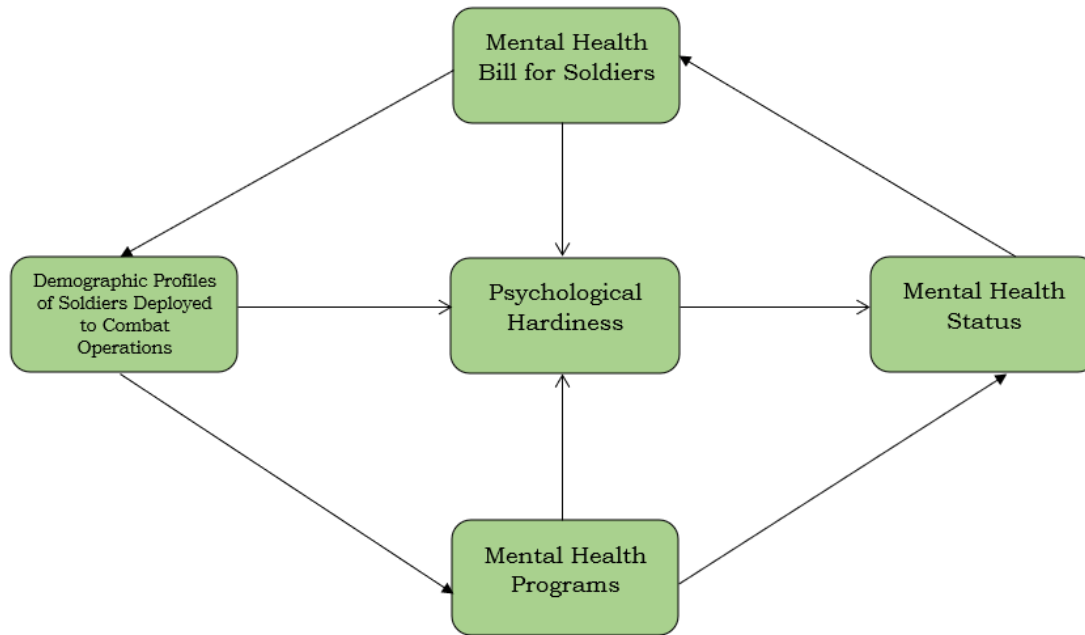 Mental Health
Bill for Soldiers
Demographic Profiles
of Soldiers Deployed
to Combat
Operations
Psychological
Hardiness
Mental Health
Status
Mental Health
Programs